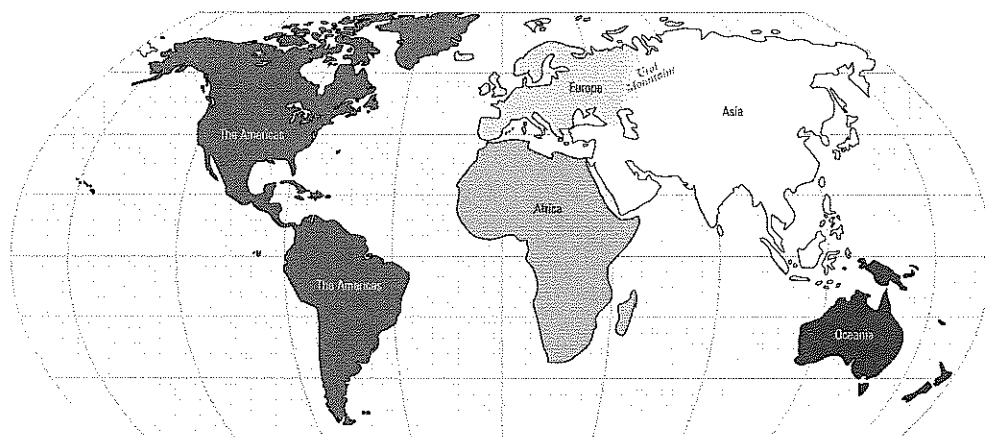 Ural
Mountains
Europe
Asia
The Americas
Africa
The Americas
Oceania